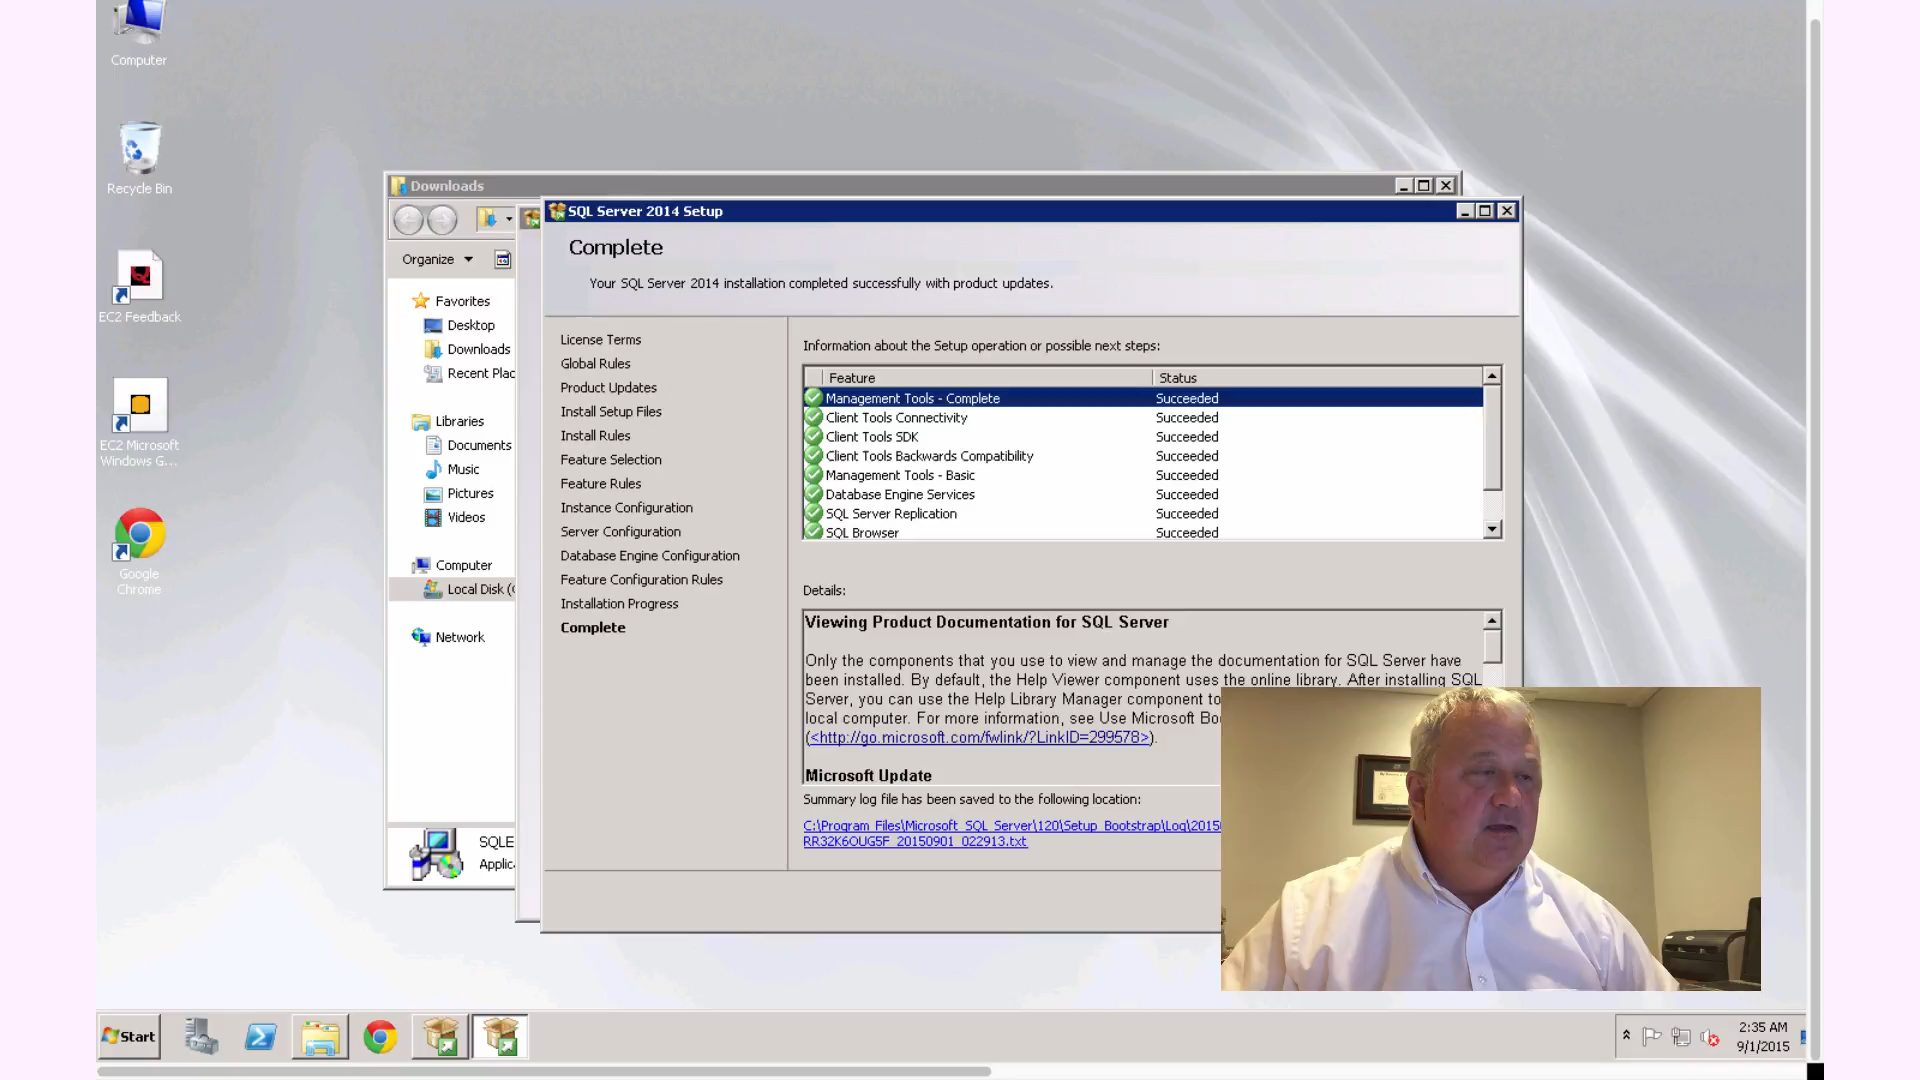 Computer
Recycle Bin
EC2 Feedback
EC2 Microsoft
Windows G...
Google
Chrome
Downloads
Organize
Favorites
Desktop
Downloads
Recent Plac
Libraries
Documents
Music
Pictures
Videos
Computer
Local Disk (
Network
SQLE
Applic
SQL Server 2014 Setup
Complete
Your SQL Server 2014 installation completed successfully with product updates.
License Terms
Global Rules
Product Updates
Install Setup Files
Install Rules
Feature Selection
Feature Rules
Instance Configuration
Server Configuration
Database Engine Configuration
Feature Configuration Rules
Installation Progress
Complete
Information about the Setup operation or possible next steps:
Feature Status
Management Tools - Complete Succeeded
Client Tools Connectivity Succeeded
Client Tools SDK Succeeded
Client Tools Backwards Compatibility Succeeded
Management Tools - Basic Succeeded
Database Engine Services Succeeded
SQL Server Replication Succeeded
SQL Browser Succeeded
Details:
Viewing Product Documentation for SQL Server
Only the components that you use to view and manage the documentation for SQL Server have
been installed. By default, the Help Viewer component uses the online library. After installing SQL
Server, you can use the Help Library Manager component to
local computer. For more information, see Use Microsoft Boo
(<http://go.microsoft.com/fwlink/?LinkID=299578>).
Microsoft Update
Summary log file has been saved to the following location:
C:\Program Files\Microsoft SQL Server\120\Setup Bootstrap\Log\20150
RR32K6OUG5F_20150901_022913.txt
Start
2:35 AM
9/1/2015